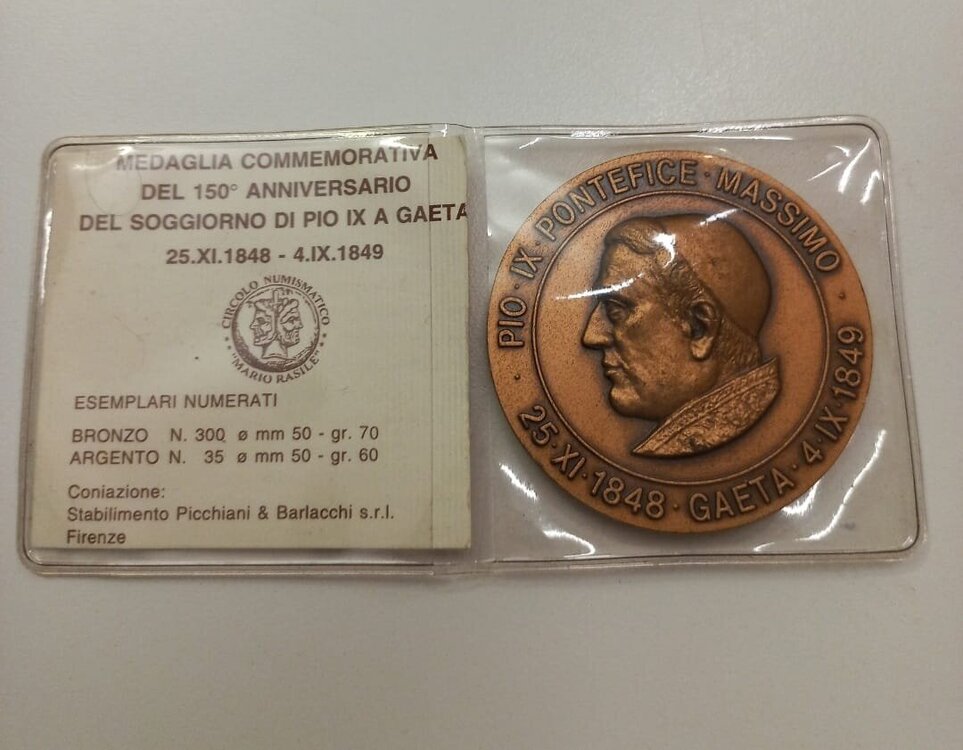 MEDAGLIA COMMEMORATIVA
DEL 150° ANNIVERSARIO
DEL SOGGIORNO DI PIO IX A GAETA
25.XI.1848 - 4.IX.1849
CIRCOLO NUMISMATICO
"MARIO RASILE"
ESEMPLARI NUMERATI
BRONZO N. 300 ø mm 50 - gr. 70
ARGENTO N. 35 ø mm 50 - gr. 60
Coniazione:
Stabilimento Picchiani & Barlacchi s.r.l.
Firenze
PIO · IX · PONTEFICE · MASSIMO
25 · XI · 1848 · GAETA · 4 · IX 1849